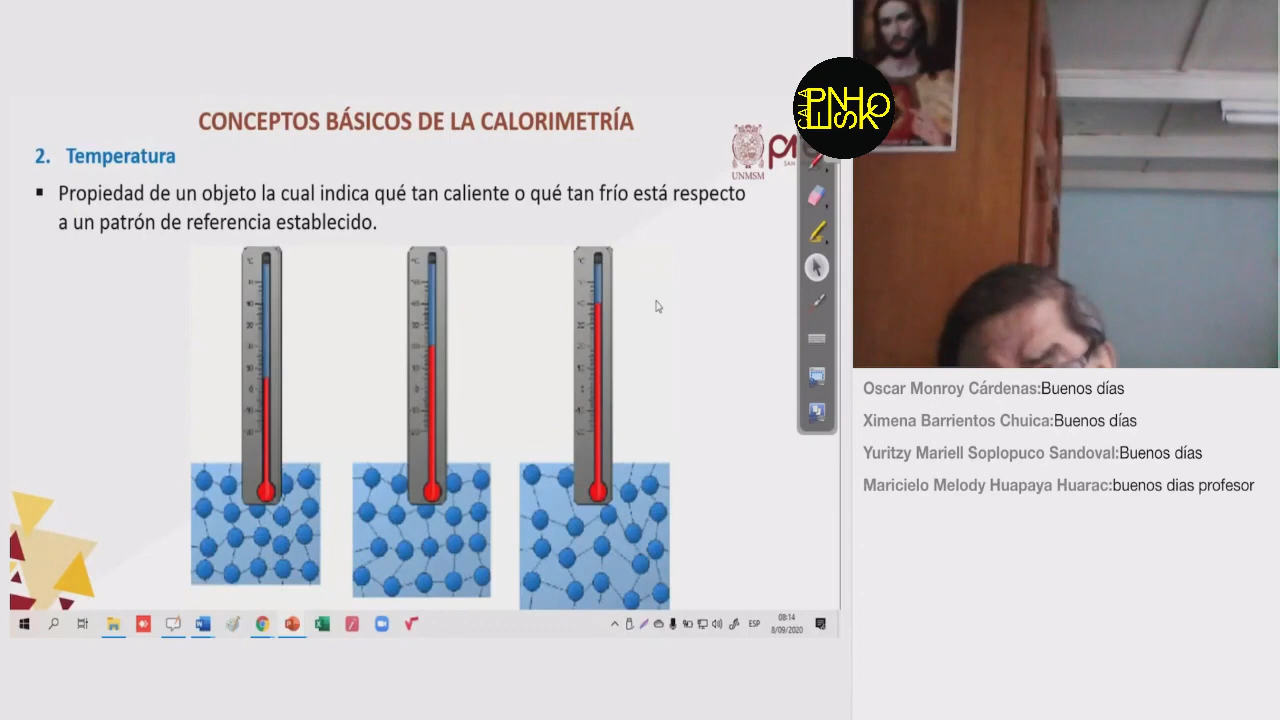 CONCEPTOS BÁSICOS DE LA CALORIMETRÍA
2. Temperatura
Propiedad de un objeto la cual indica qué tan caliente o qué tan frío está respecto
a un patrón de referencia establecido.
UNMSM
°C
°C
°C
ESP
08:14
8/09/2020
Oscar Monroy Cárdenas:Buenos días
Ximena Barrientos Chuica:Buenos días
Yuritzy Mariell Soplopuco Sandoval:Buenos días
Maricielo Melody Huapaya Huarac:buenos dias profesor